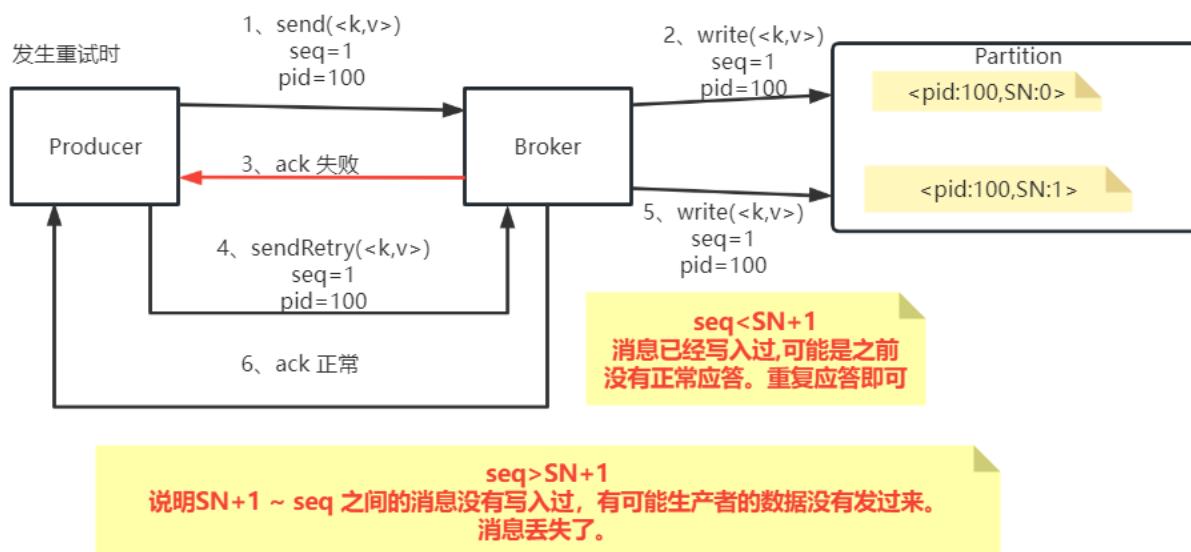 发生重试时
1、send(<k,v>)
seq=1
pid=100
2、write(<k,v>)
seq=1
pid=100
Partition
<pid:100,SN:0>
Producer
Broker
3、ack 失败
<pid:100,SN:1>
4、sendRetry(<k,v>)
seq=1
pid=100
5、write(<k,v>)
seq=1
pid=100
seq<SN+1
消息已经写入过,可能是之前
没有正常应答。重复应答即可
6、ack 正常
seq>SN+1
说明SN+1 ~ seq 之间的消息没有写入过，有可能生产者的数据没有发过来。
消息丢失了。